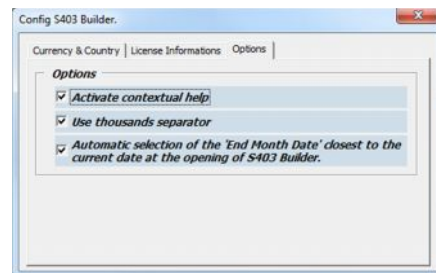 Config S403 Builder.
Currency & Country License Informations Options
Options
Activate contextual help
Use thousands separator
Automatic selection of the 'End Month Date' closest to the
current date at the opening of S403 Builder.